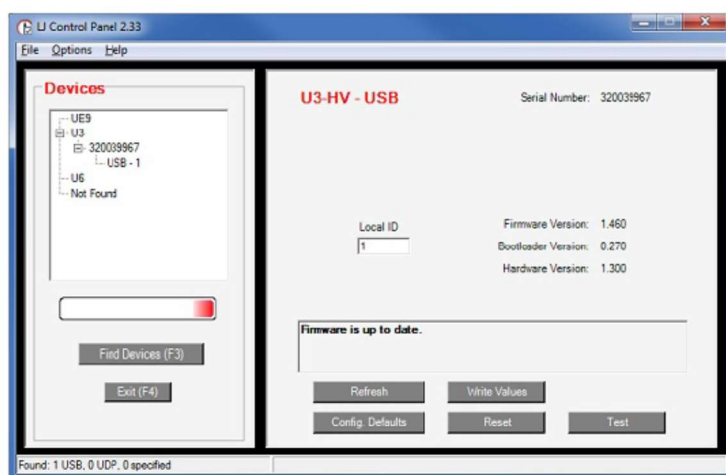 LJ Control Panel 2.33
File Options Help
Devices
UE9
U3
320039967
USB - 1
U6
Not Found
Find Devices (F3)
Exit (F4)
U3-HV - USB
Serial Number: 320039967
Local ID
1
Firmware Version: 1.460
Bootloader Version: 0.270
Hardware Version: 1.300
Firmware is up to date.
Refresh
Write Values
Config. Defaults
Reset
Test
Found: 1 USB, 0 UDP, 0 specified